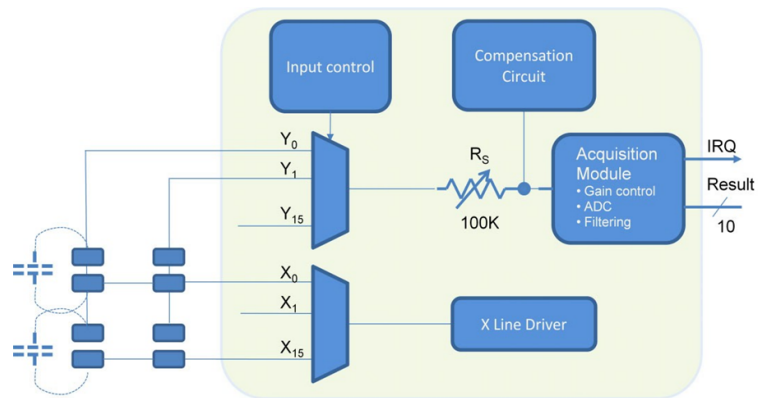 Input control
Compensation
Circuit
Y0
Y1
Y15
RS
100K
Acquisition
Module
• Gain control
• ADC
• Filtering
IRQ
Result
10
X0
X1
X15
X Line Driver